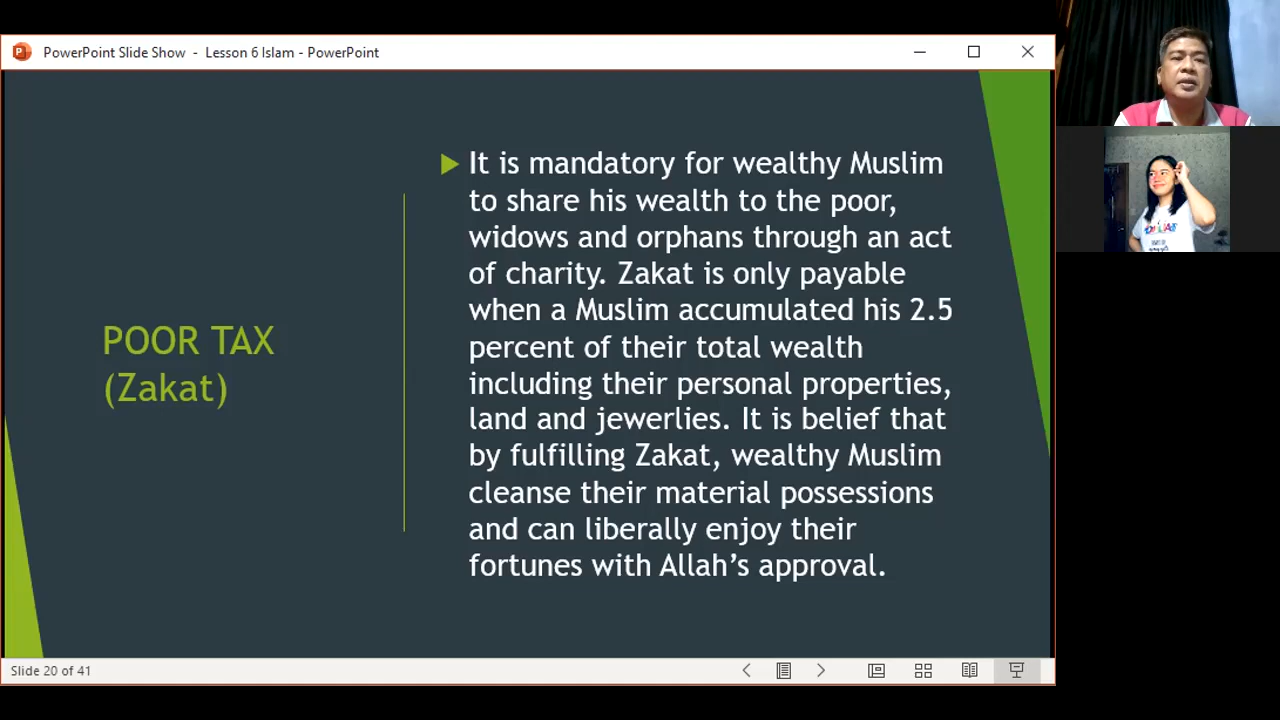 PowerPoint Slide Show - Lesson 6 Islam - PowerPoint
POOR TAX
(Zakat)
It is mandatory for wealthy Muslim
to share his wealth to the poor,
widows and orphans through an act
of charity. Zakat is only payable
when a Muslim accumulated his 2.5
percent of their total wealth
including their personal properties,
land and jewerlies. It is belief that
by fulfilling Zakat, wealthy Muslim
cleanse their material possessions
and can liberally enjoy their
fortunes with Allah’s approval.
Slide 20 of 41